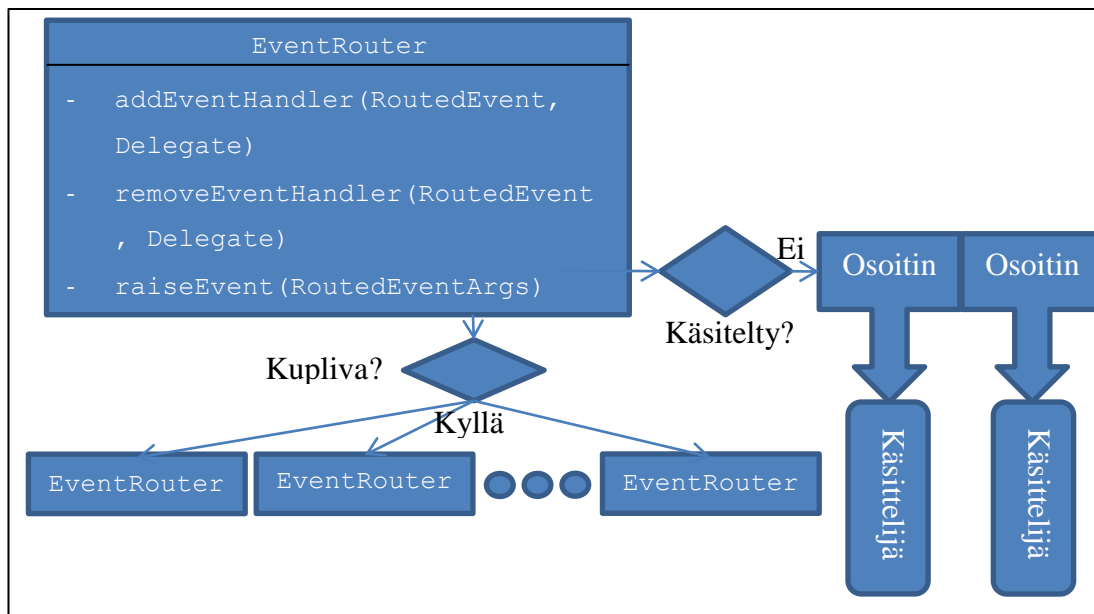 EventRouter
- addEventHandler(RoutedEvent,
Delegate)
- removeEventHandler(RoutedEvent
, Delegate)
- raiseEvent(RoutedEventArgs)
Ei
Osoitin
Osoitin
Käsitelty?
Kupliva?
Kyllä
EventRouter
EventRouter
EventRouter
Käsittelijä
Käsittelijä